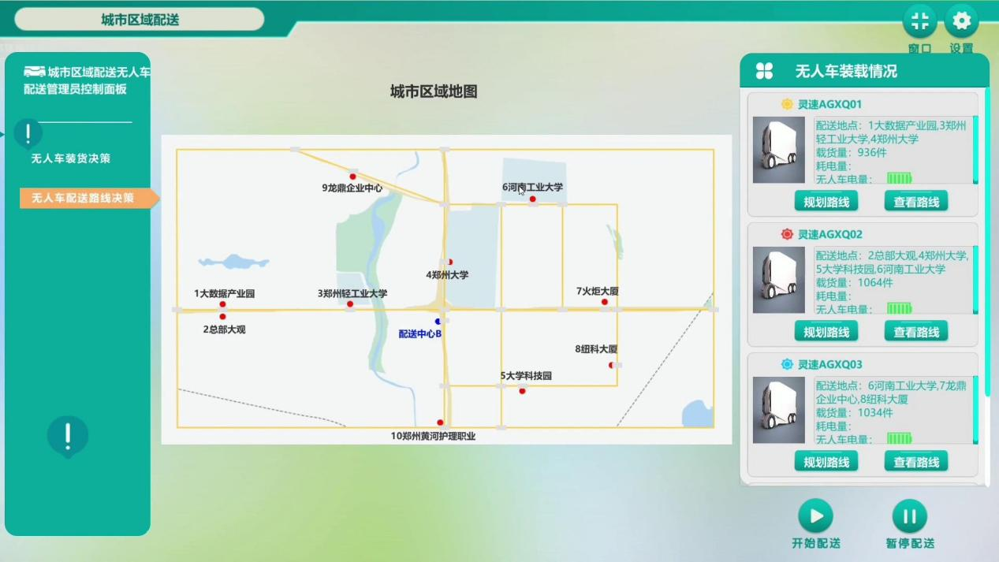 城市区域配送
窗口
设置
城市区域配送无人车
配送管理员控制面板
无人车装货决策
无人车配送路线决策
城市区域地图
9龙鼎企业中心
6河南工业大学
4郑州大学
1大数据产业园
3郑州轻工业大学
7火炬大厦
2总部大观
配送中心B
8纽科大厦
5大学科技园
10郑州黄河护理职业
无人车装载情况
灵速AGXQ01
配送地点：1大数据产业园,3郑州
轻工业大学,4郑州大学
载货量：936件
耗电量：
无人车电量：
规划路线
查看路线
灵速AGXQ02
配送地点：2总部大观,4郑州大学,
5大学科技园,6河南工业大学
载货量：1064件
耗电量：
无人车电量：
规划路线
查看路线
灵速AGXQ03
配送地点：6河南工业大学,7龙鼎
企业中心,8纽科大厦
载货量：1034件
耗电量：
无人车电量：
规划路线
查看路线
开始配送
暂停配送